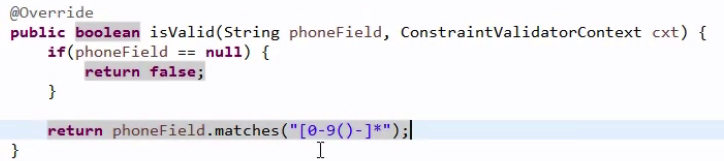 @Override
public boolean isValid(String phoneField, ConstraintValidatorContext cxt) {
if(phoneField == null) {
return false;
}
return phoneField.matches("[0-9()-]*");
}